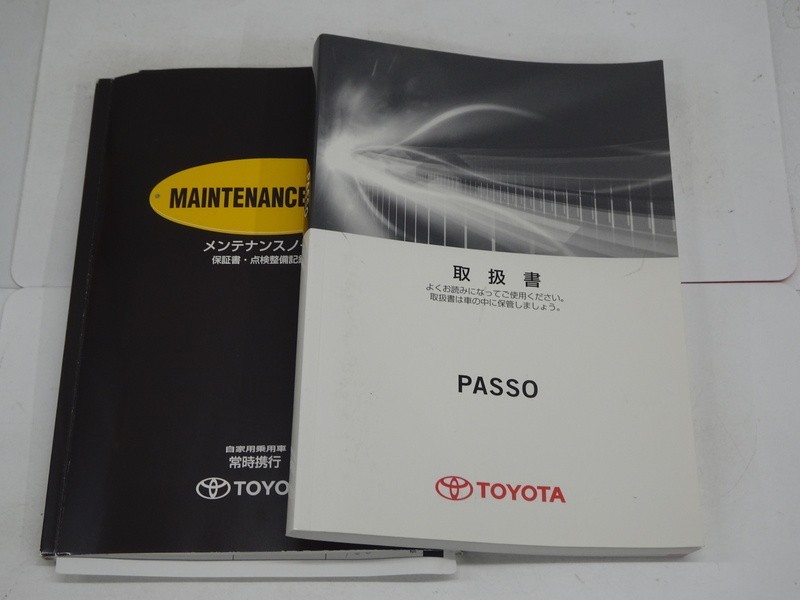 MAINTENANCE
メンテナンスノ
保証書・点検整備記録
自家用乗用車
常時携行
TOYO
取扱書
よくお読みになってご使用ください。
取扱書は車の中に保管しましょう。
PASSO
TOYOTA